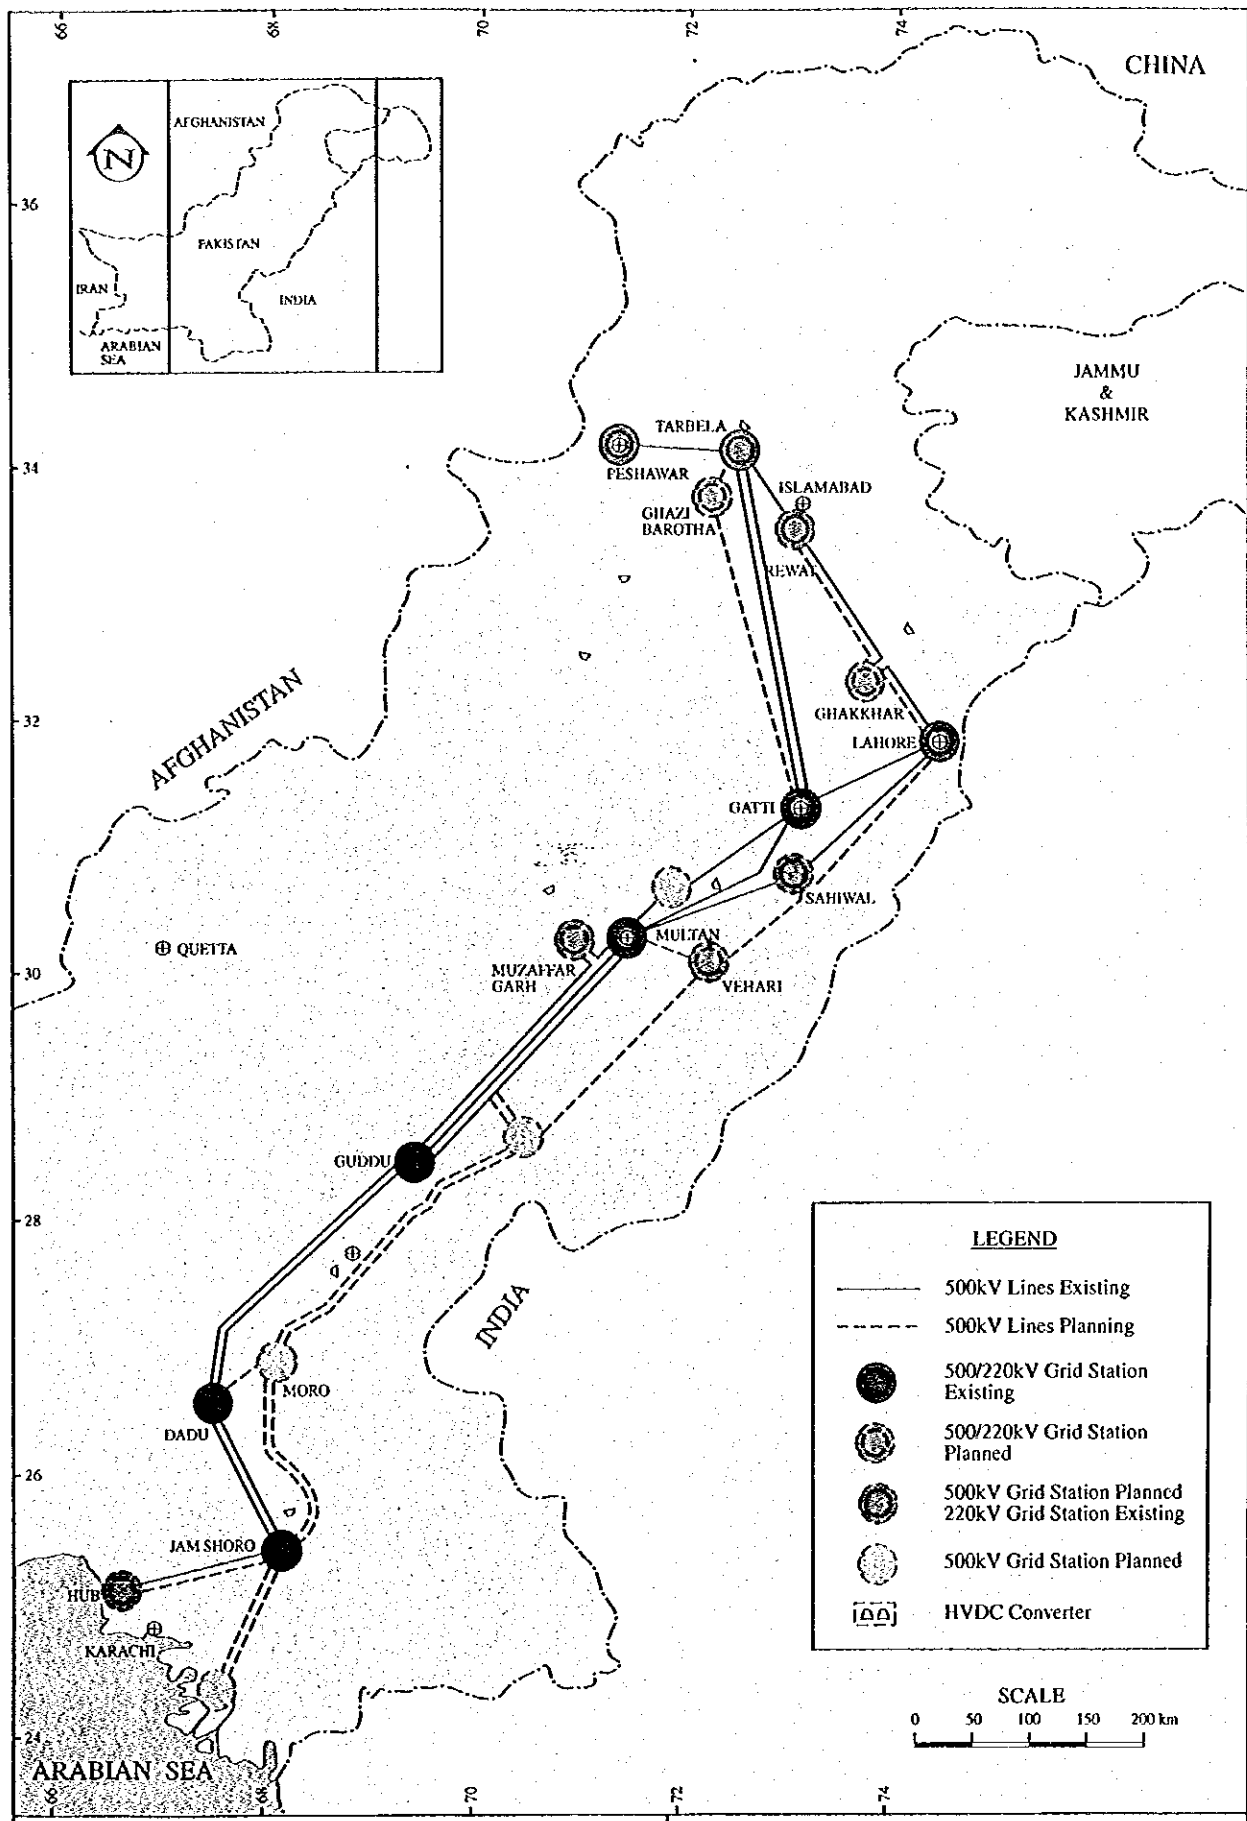 66
70
72
74
CHINA
N
AFGHANISTAN
PAKISTAN
IRAN
INDIA
ARABIAN
SEA
36
JAMMU
&
KASHMIR
TARBELA
34
PESHAWAR
ISLAMABAD
GHAZI
BAROTHA
REWAT
GHAKKHAR
AFGHANISTAN
32
LAHORE
GATTI
SAHIWAL
QUETTA
MULTAN
30
MUZAFFAR
GARH
VEHARI
GUDDU
28
INDIA
MORO
DADU
26
JAM SHORO
HUB
KARACHI
24
ARABIAN SEA
LEGEND
500kV Lines Existing
500kV Lines Planning
500/220kV Grid Station
Existing
500/220kV Grid Station
Planned
500kV Grid Station Planned
220kV Grid Station Existing
500kV Grid Station Planned
HVDC Converter
SCALE
0 50 100 150 200 km
66
68
70
72
74